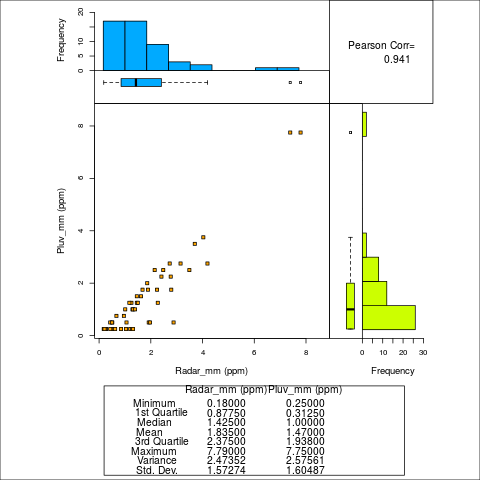 20
15
10
5
0
Frequency
Pearson Corr=
0.941
8
6
4
2
0
Pluv_mm (ppm)
0 2 4 6 8
Radar_mm (ppm)
0 5 10 20 30
Frequency
Radar_mm (ppm) Pluv_mm (ppm)
Minimum 0.18000 0.25000
1st Quartile 0.87750 0.31250
Median 1.42500 1.00000
Mean 1.83500 1.47000
3rd Quartile 2.37500 1.93800
Maximum 7.79000 7.75000
Variance 2.47352 2.57561
Std. Dev. 1.57274 1.60487